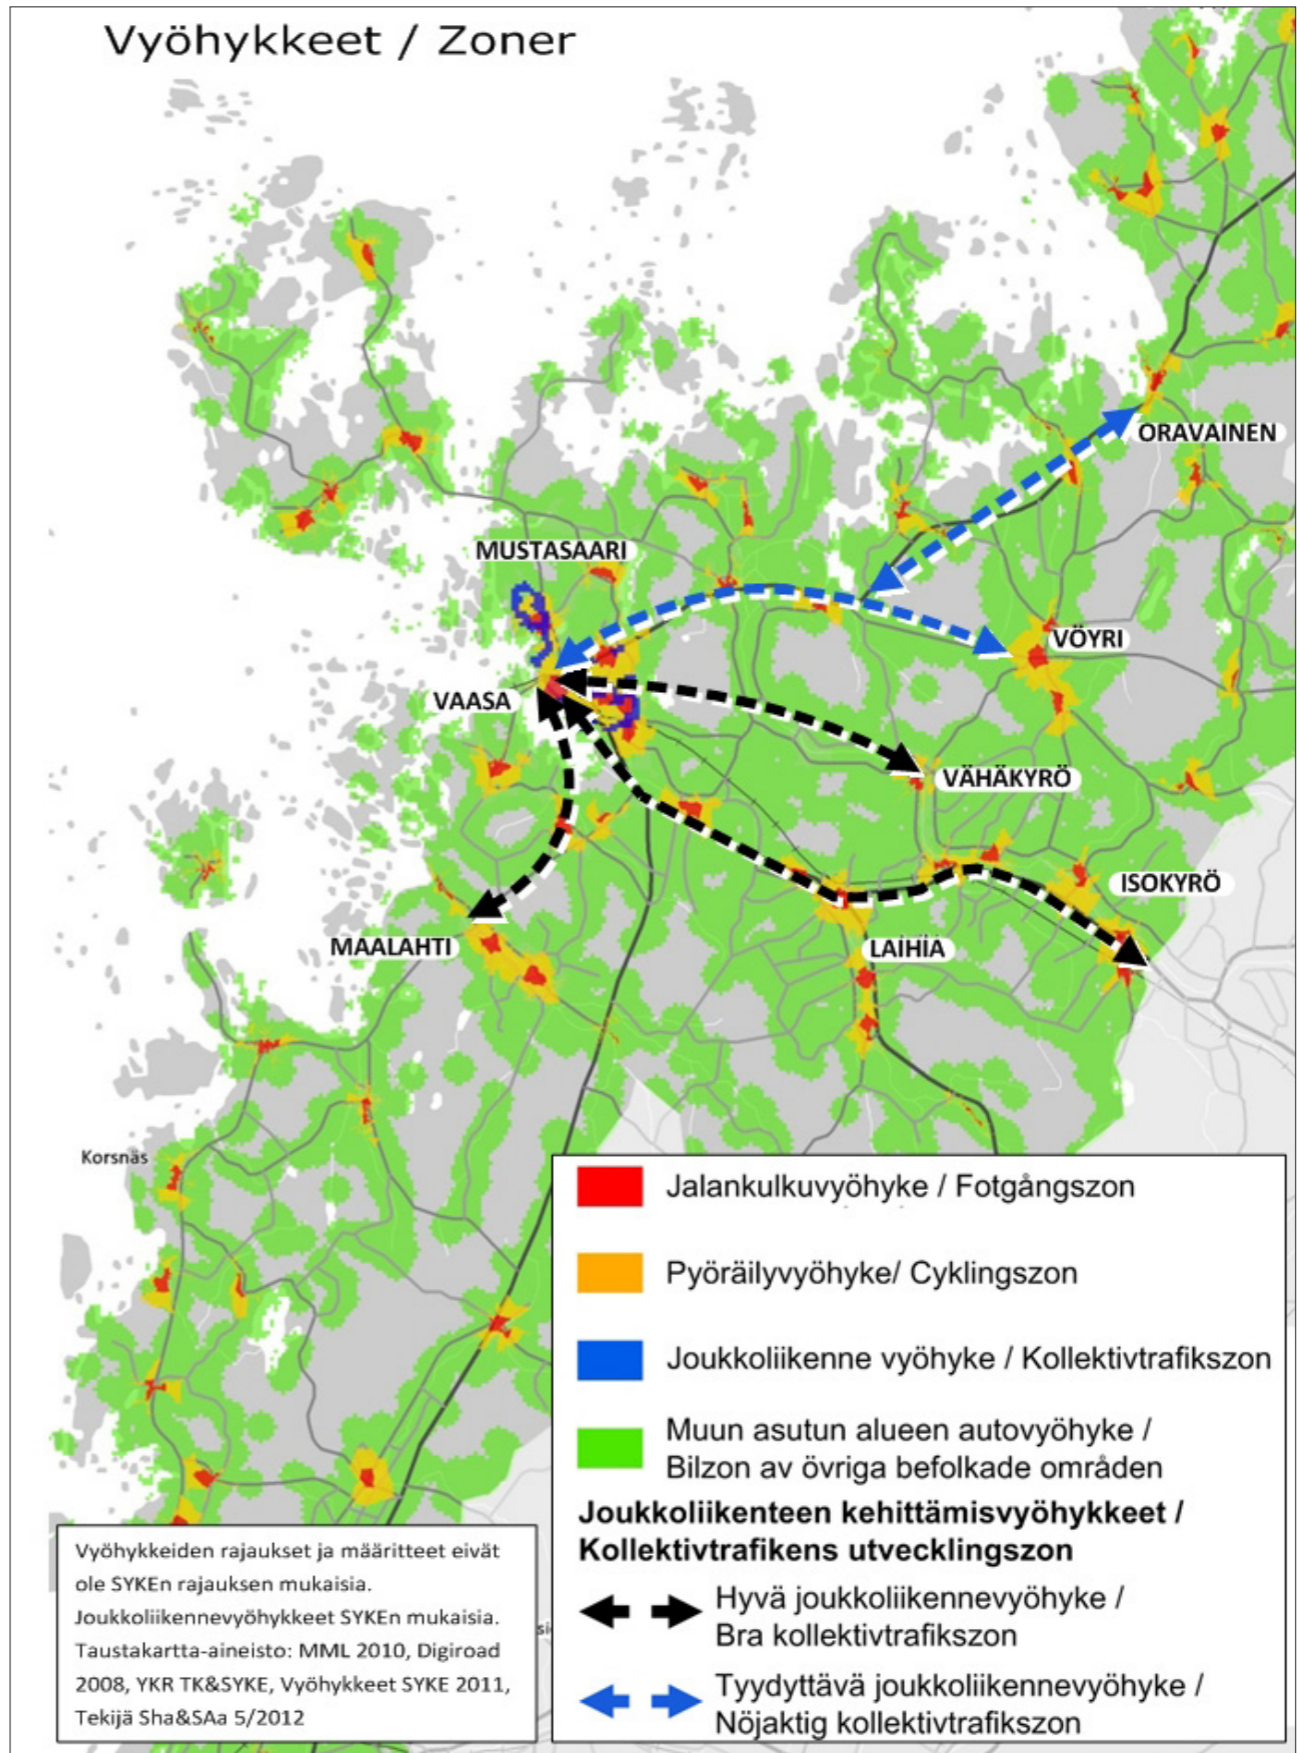 Vyöhykkeet / Zoner
ORAVAINEN
MUSTASAARI
VÖYRI
VAASA
VÄHÄKYRÖ
ISOKYRÖ
MAALAHTI
LAIHIA
Korsnäs
Jalankulkuvyöhyke / Fotgångszon
Pyöräilyvyöhyke/ Cyklingszon
Joukkoliikenne vyöhyke / Kollektivtrafikszon
Muun asutun alueen autovyöhyke /
Bilzon av övriga befolkade områden
Joukkoliikenteen kehittämisvyöhykkeet /
Kollektivtrafikens utvecklingszon
Hyvä joukkoliikennevyöhyke /
Bra kollektivtrafikszon
Tyydyttävä joukkoliikennevyöhyke /
Nöjaktig kollektivtrafikszon
Vyöhykkeiden rajaukset ja määritteet eivät
ole SYKEn rajauksen mukaisia.
Joukkoliikennevyöhykkeet SYKEn mukaisia.
Taustakartta-aineisto: MML 2010, Digiroad
2008, YKR TK&SYKE, Vyöhykkeet SYKE 2011,
Tekijä Sha&SAa 5/2012